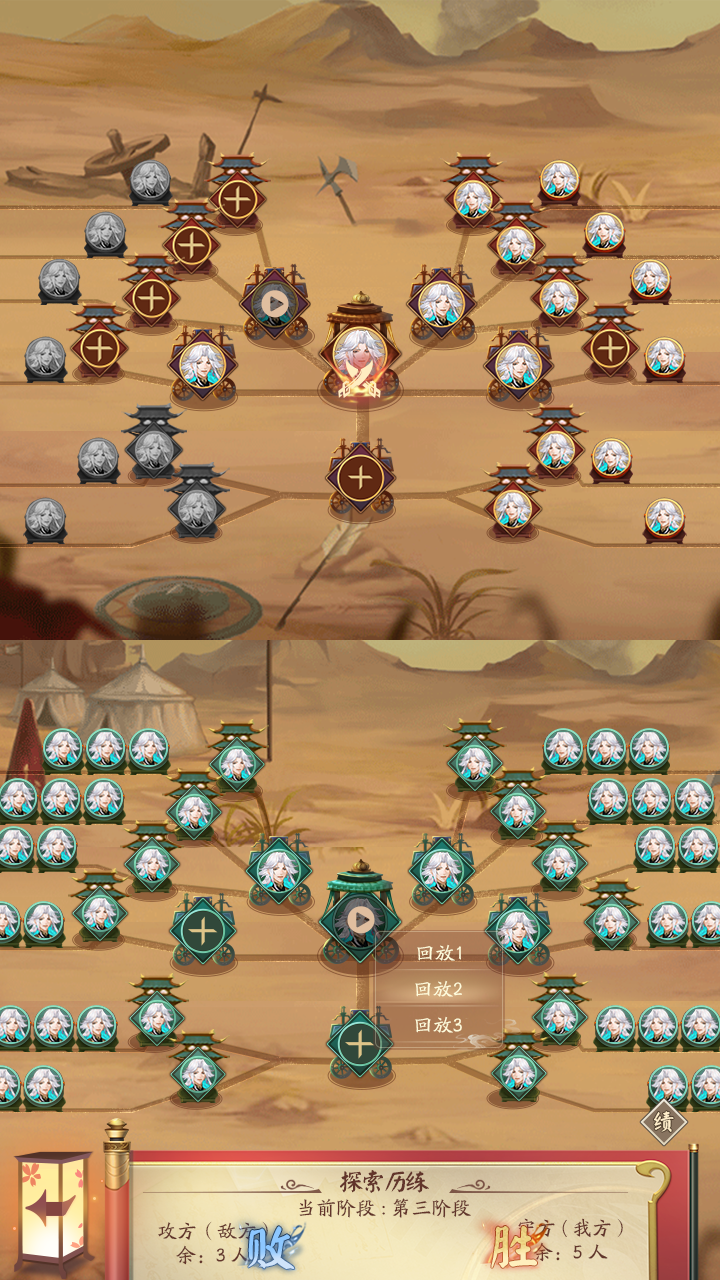 回放1
回放2
回放3
绩
探索历练
当前阶段：第三阶段
攻方（敌方
余：3人
败
胜
守方（我方）
余：5人